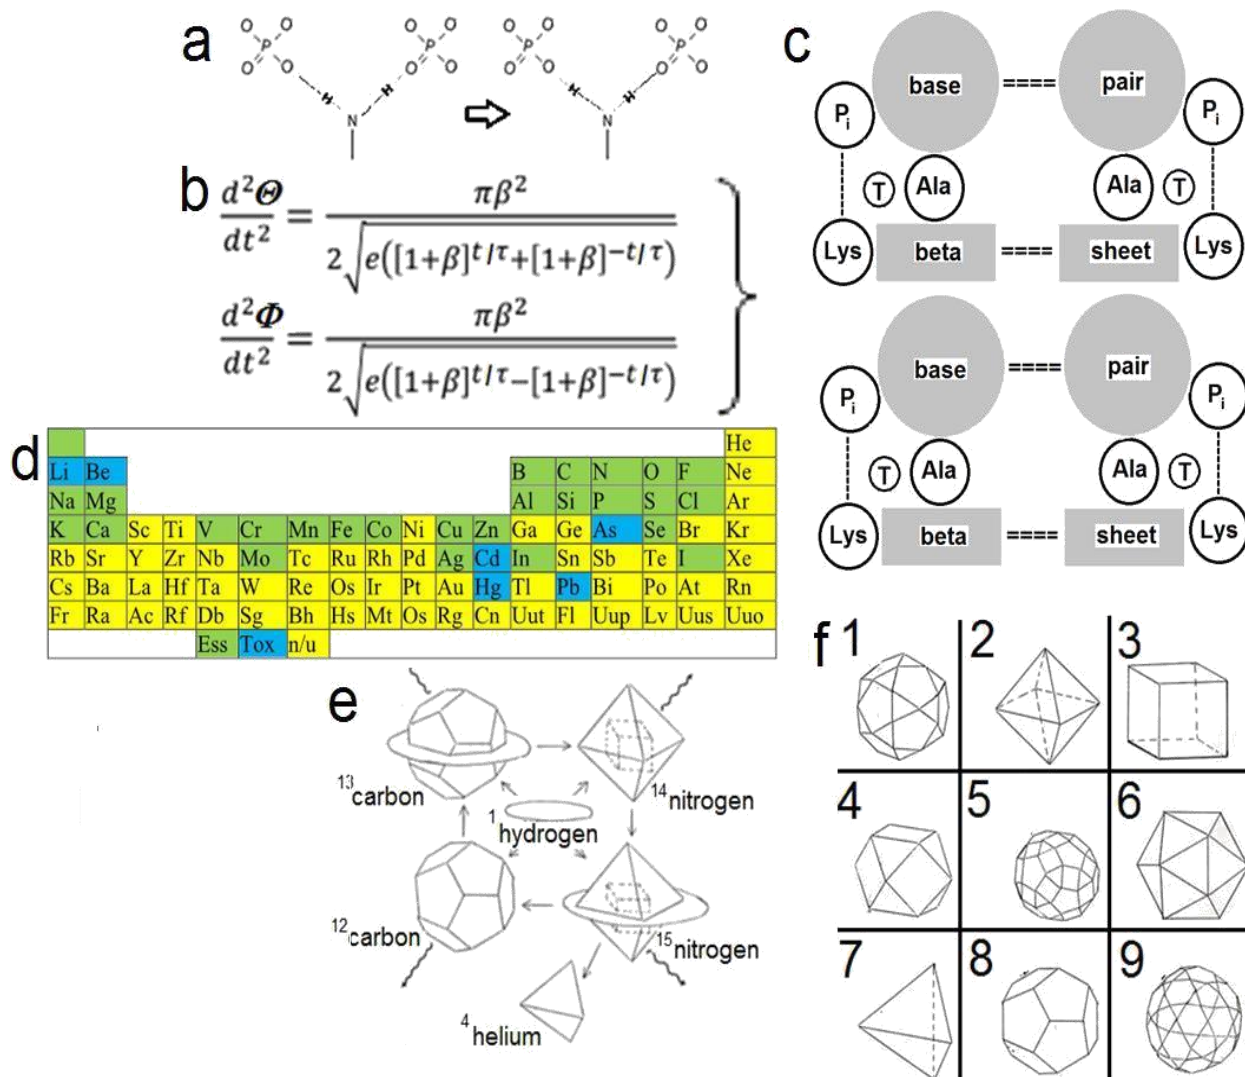 a
O O O O
P P
O O O O
H H
N
O O O O
P P
O O O O
H H
N
b
d²Θ/dt² = πβ²/2√e([1+β]^t/τ+[1+β]^-t/τ)
d²Φ/dt² = πβ²/2√e([1+β]^t/τ-[1+β]^-t/τ)
c
base ==== pair
Pi Pi
T Ala Ala T
Lys beta ==== sheet Lys
base ==== pair
Pi Pi
T Ala Ala T
Lys beta ==== sheet Lys
d
He
Li Be B C N O F Ne
Na Mg Al Si P S Cl Ar
K Ca Sc Ti V Cr Mn Fe Co Ni Cu Zn Ga Ge As Se Br Kr
Rb Sr Y Zr Nb Mo Tc Ru Rh Pd Ag Cd In Sn Sb Te I Xe
Cs Ba La Hf Ta W Re Os Ir Pt Au Hg Tl Pb Bi Po At Rn
Fr Ra Ac Rf Db Sg Bh Hs Mt Os Rg Cn Uut Fl Uup Lv Uus Uuo
Ess Tox n/u
e
13carbon
14nitrogen
1hydrogen
12carbon
15nitrogen
4helium
f
1 2 3
4 5 6
7 8 9